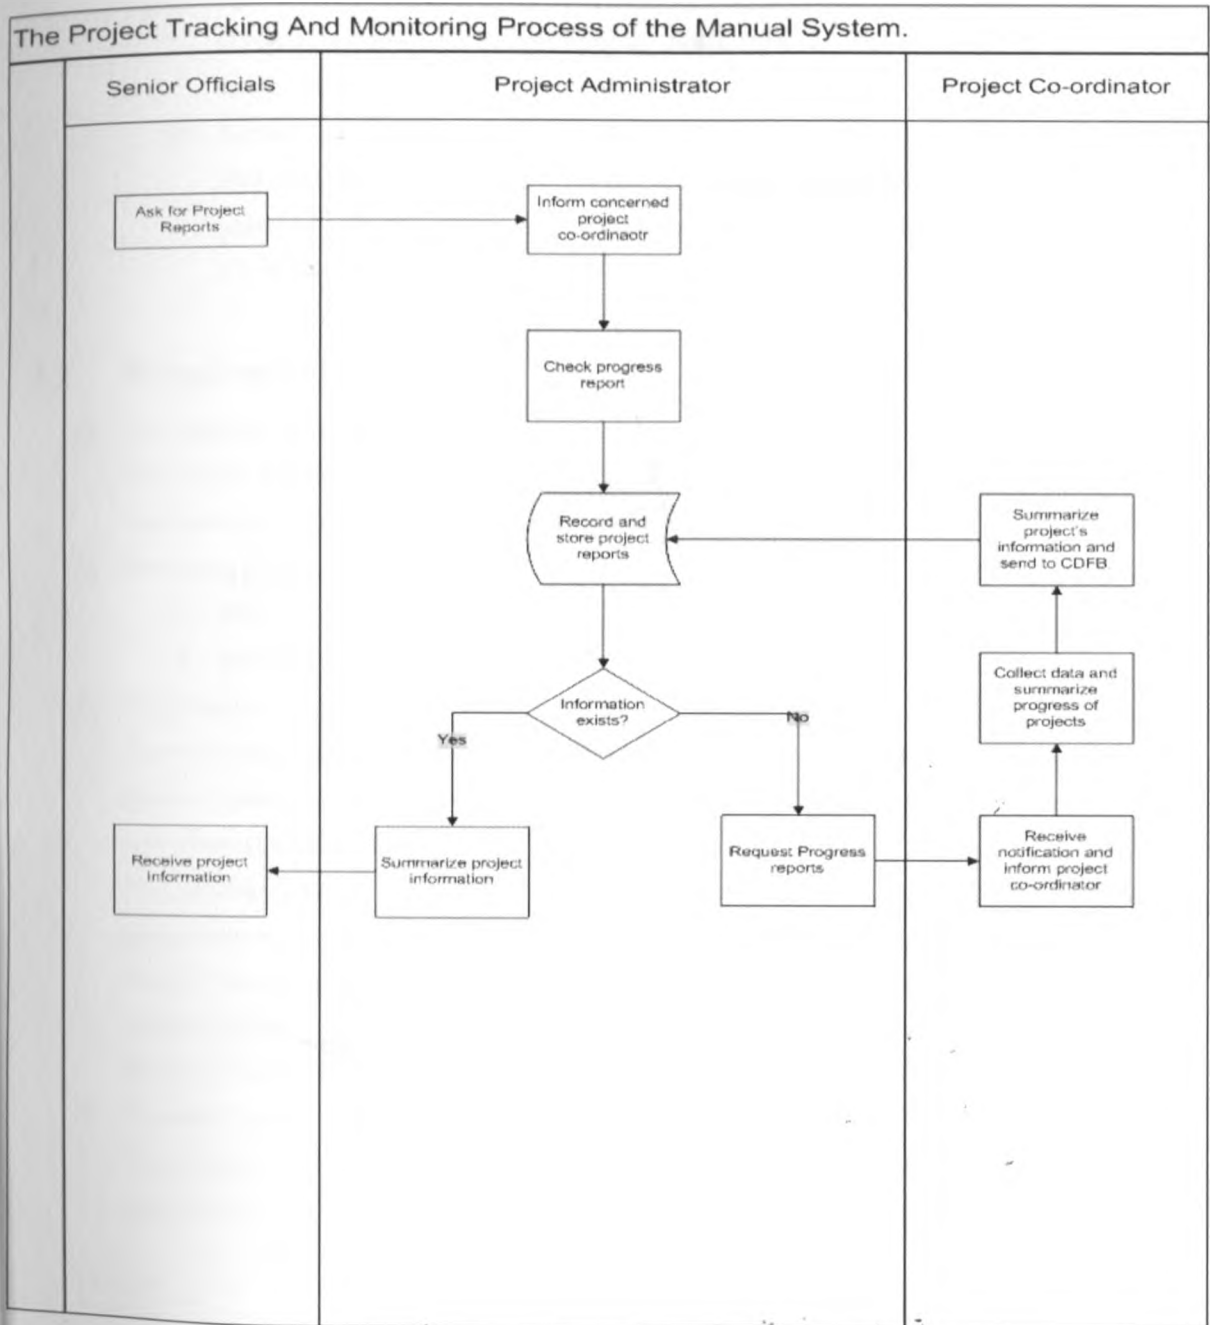 The Project Tracking And Monitoring Process of the Manual System.
Senior Officials
Project Administrator
Project Co-ordinator
Ask for Project
Reports
Inform concerned
project
co-ordinaotr
Check progress
report
Record and
store project
reports
Summarize
project's
information and
send to CDFB.
Collect data and
summarize
progress of
projects
Information
exists?
Yes
No
Receive project
information
Summarize project
information
Request Progress
reports
Receive
notification and
inform project
co-ordinator